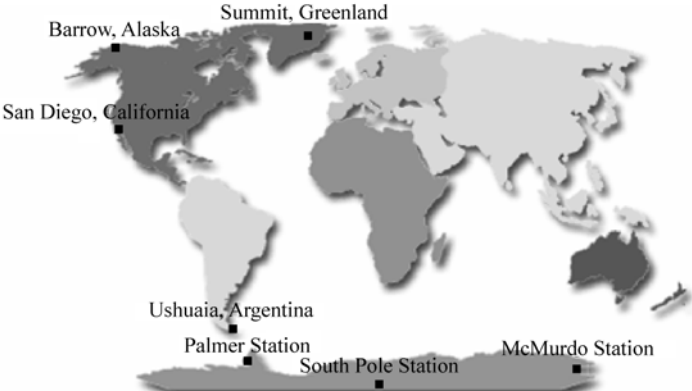 Summit, Greenland
Barrow, Alaska
San Diego, California
Ushuaia, Argentina
Palmer Station
McMurdo Station
South Pole Station